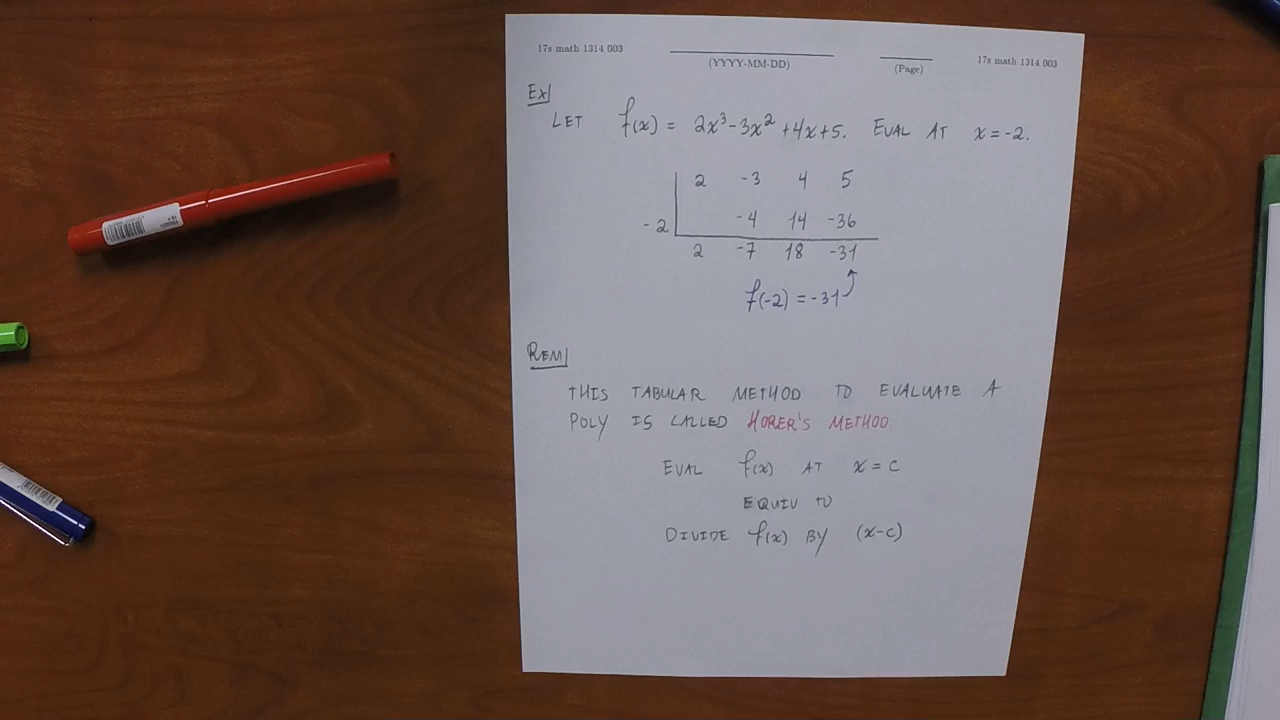 17s math 1314 003
(YYYY-MM-DD)
(Page)
17s math 1314 003
EX
LET f(x) = 2x³-3x²+4x+5. EVAL AT x=-2.
2 -3 4 5
-2 -4 14 -36
2 -7 18 -31
f(-2) = -31
REM
THIS TABULAR METHOD TO EVALUATE A
POLY IS CALLED HORER'S METHOD
EVAL f(x) AT x = C
EQUIV TO
DIVIDE f(x) BY (x-c)